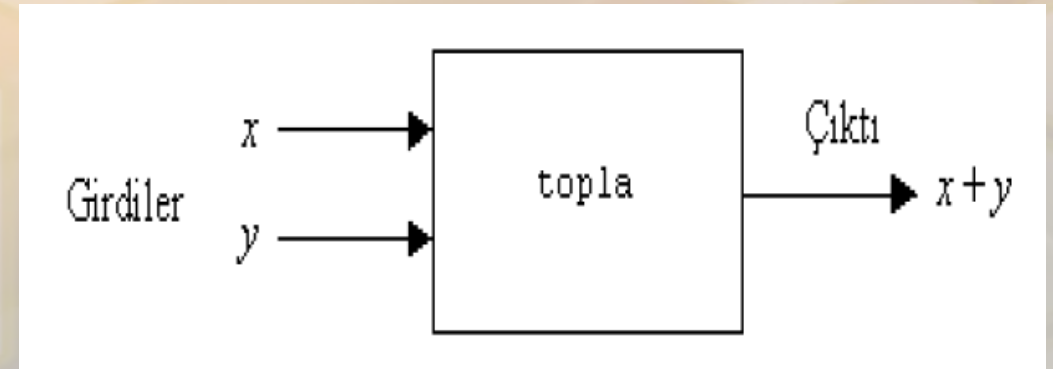 Girdiler
x
y
topla
Çıktı
x+y